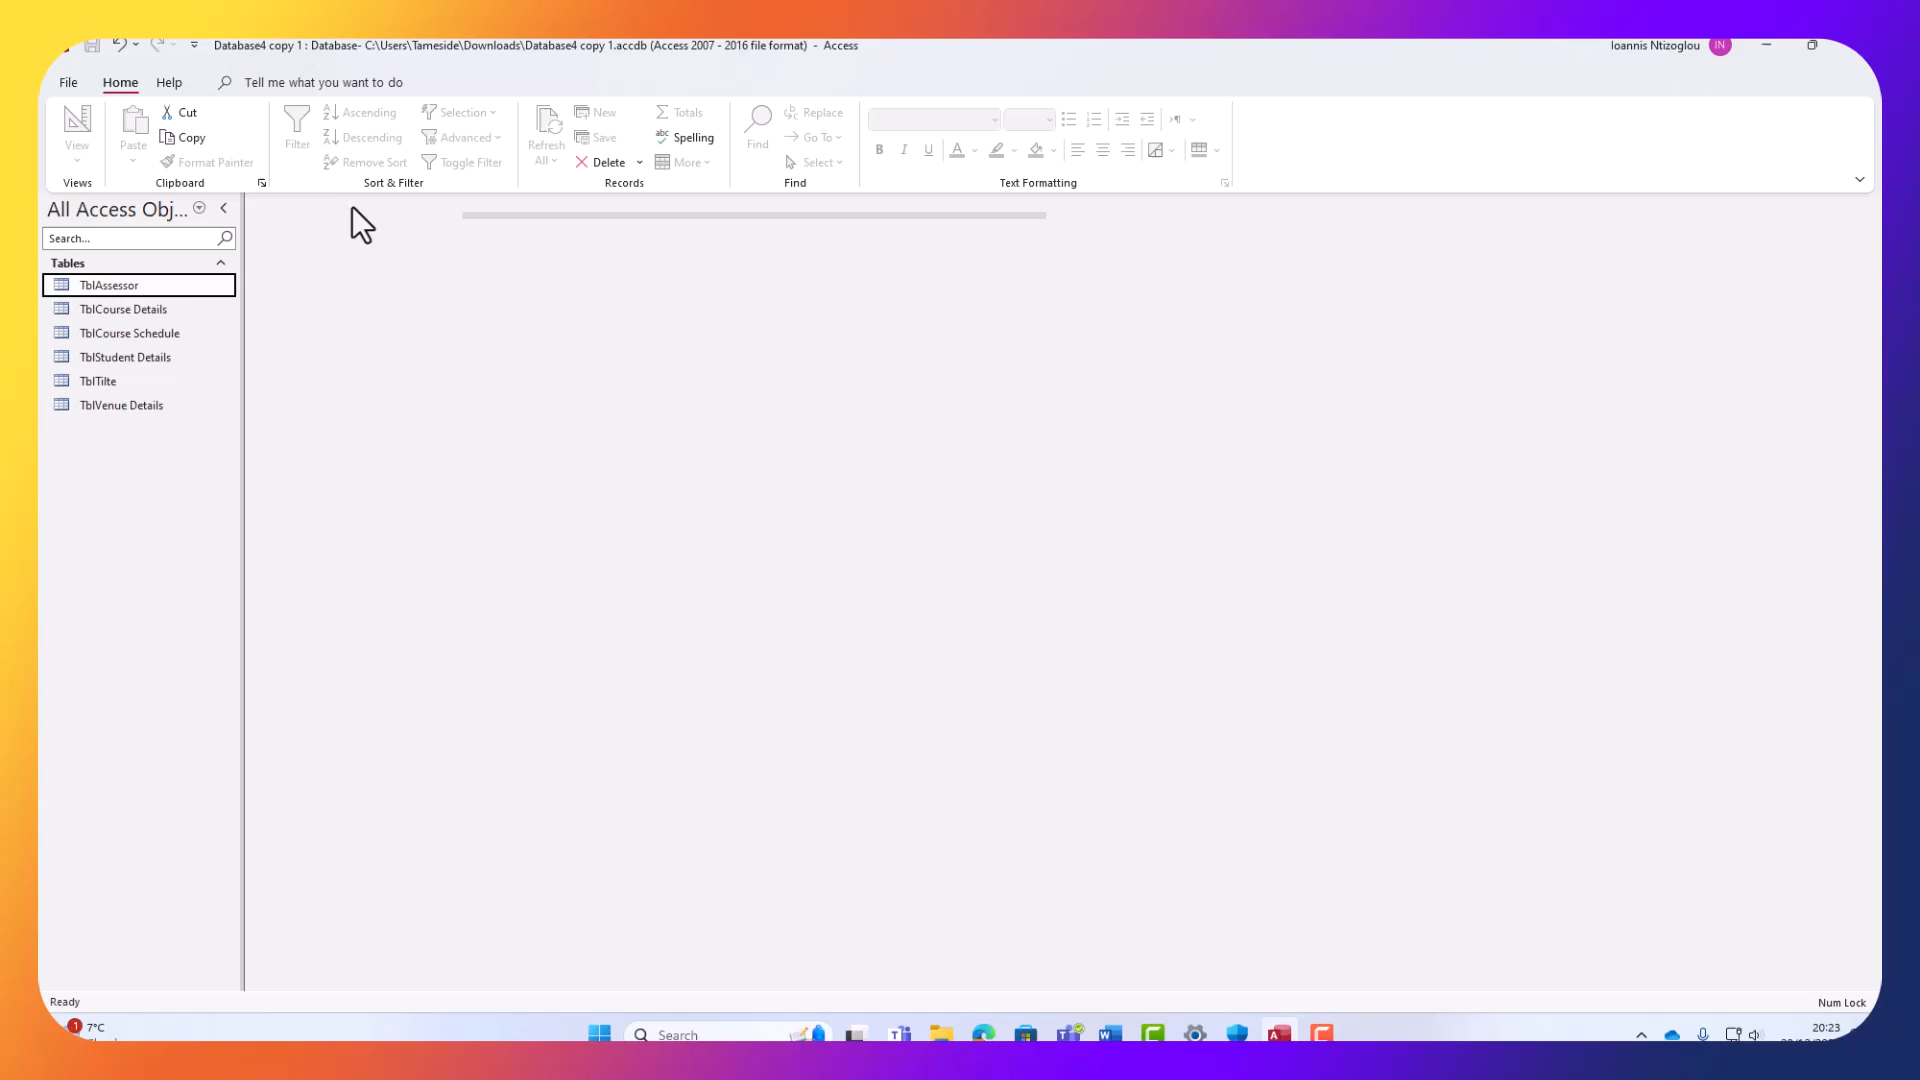 Database4 copy 1 : Database- C:\Users\Tameside\Downloads\Database4 copy 1.accdb (Access 2007 - 2016 file format) - Access
Ioannis Ntizoglou IN
File Home Help Tell me what you want to do
View
Views
Paste
Cut
Copy
Format Painter
Clipboard
Filter
Ascending
Descending
Remove Sort
Selection
Advanced
Toggle Filter
Sort & Filter
Refresh
All
New
Save
Delete
Totals
Spelling
More
Records
Find
Replace
Go To
Select
Find
B I U A
Text Formatting
All Access Obj...
Search...
Tables
TblAssessor
TblCourse Details
TblCourse Schedule
TblStudent Details
TblTilte
TblVenue Details
Ready
Num Lock
1
7°C
Search
20:23